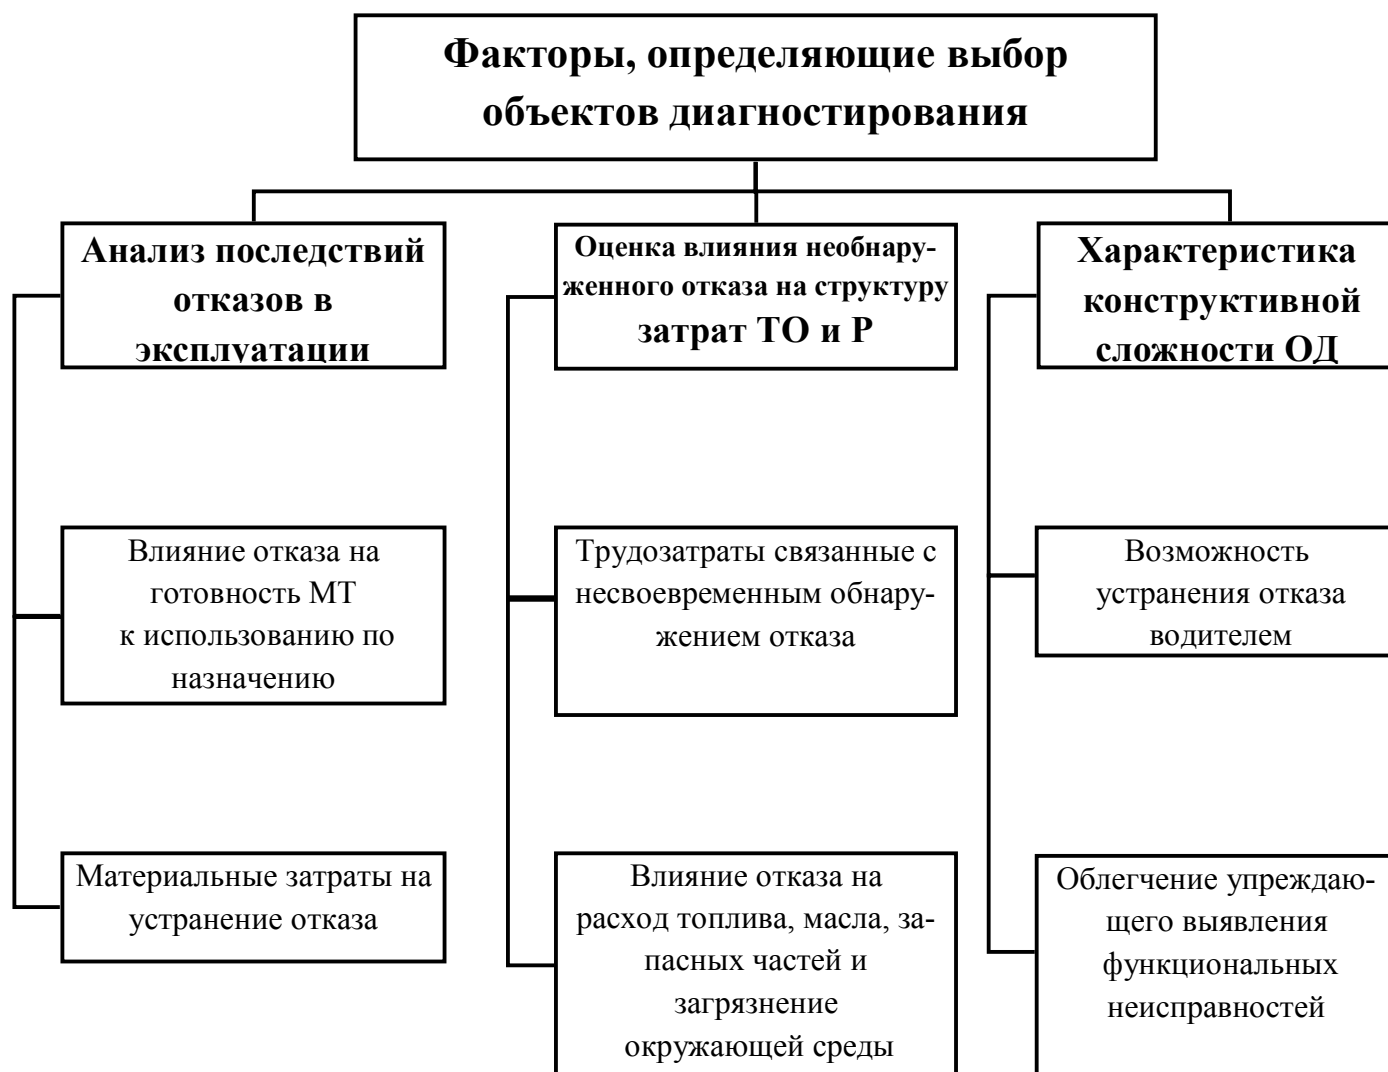 Факторы, определяющие выбор
объектов диагностирования
Анализ последствий
отказов в
эксплуатации
Оценка влияния необнару-
женного отказа на структуру
затрат ТО и Р
Характеристика
конструктивной
сложности ОД
Влияние отказа на
готовность МТ
к использованию по
назначению
Трудозатраты связанные с
несвоевременным обнару-
жением отказа
Возможность
устранения отказа
водителем
Материальные затраты на
устранение отказа
Влияние отказа на
расход топлива, масла, за-
пасных частей и
загрязнение
окружающей среды
Облегчение упреждаю-
щего выявления
функциональных
неисправностей